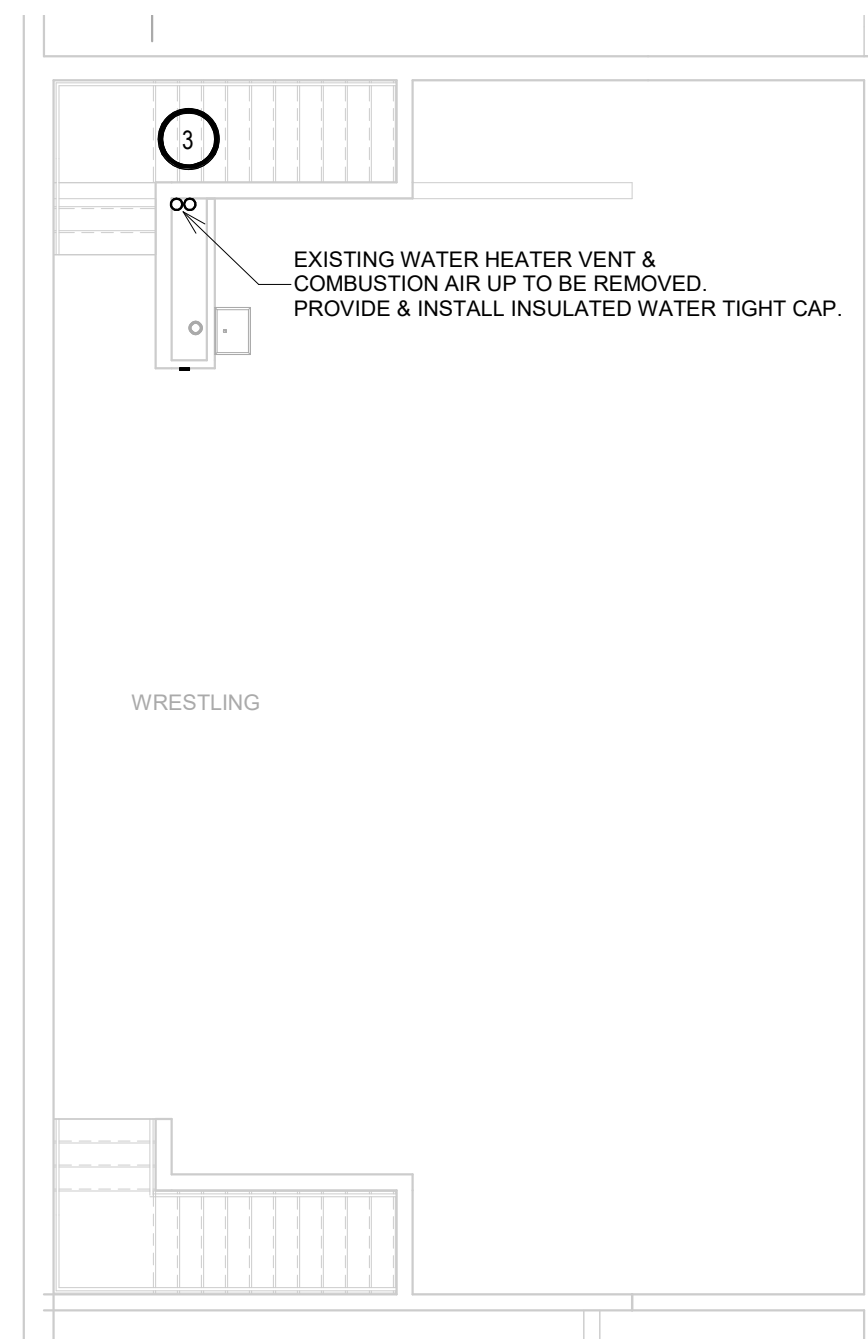 3
EXISTING WATER HEATER VENT &
COMBUSTION AIR UP TO BE REMOVED.
PROVIDE & INSTALL INSULATED WATER TIGHT CAP.
WRESTLING